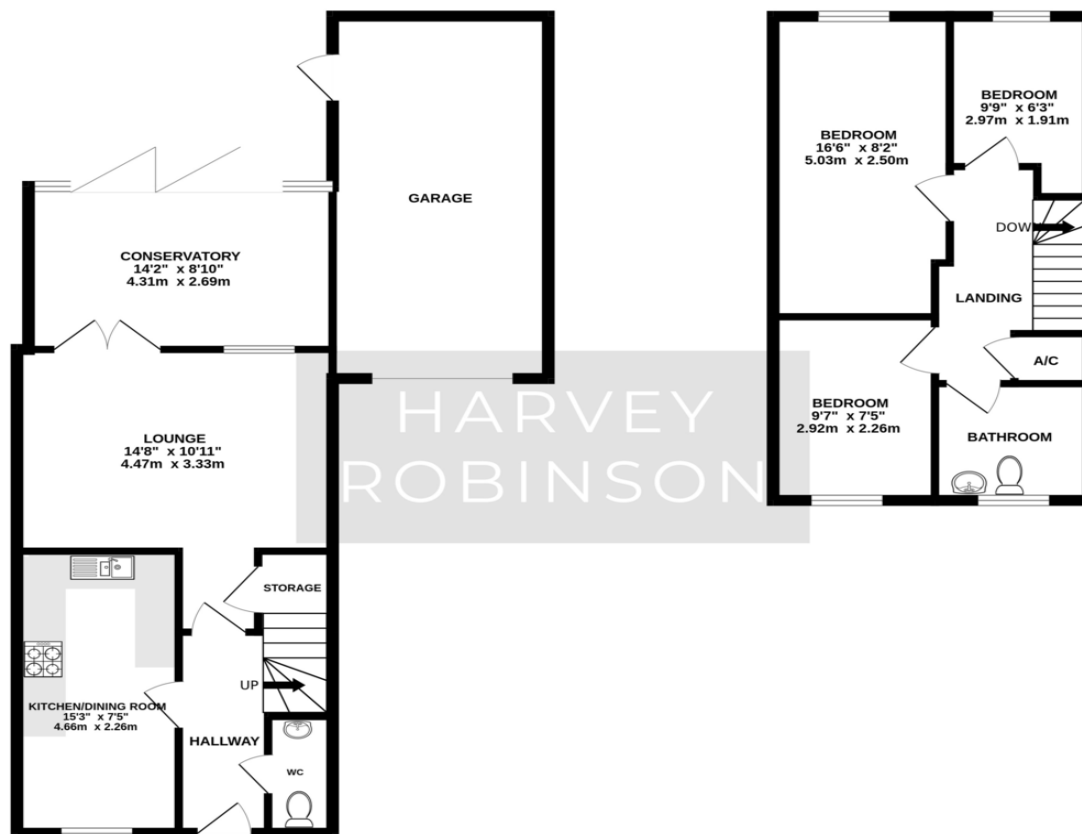 GARAGE
CONSERVATORY
14'2" x 8'10"
4.31m x 2.69m
LOUNGE
14'8" x 10'11"
4.47m x 3.33m
STORAGE
UP
KITCHEN/DINING ROOM
15'3" x 7'5"
4.66m x 2.26m
HALLWAY
WC
BEDROOM
16'6" x 8'2"
5.03m x 2.50m
BEDROOM
9'9" x 6'3"
2.97m x 1.91m
DOW
LANDING
A/C
BEDROOM
9'7" x 7'5"
2.92m x 2.26m
BATHROOM
HARVEY
ROBINSON